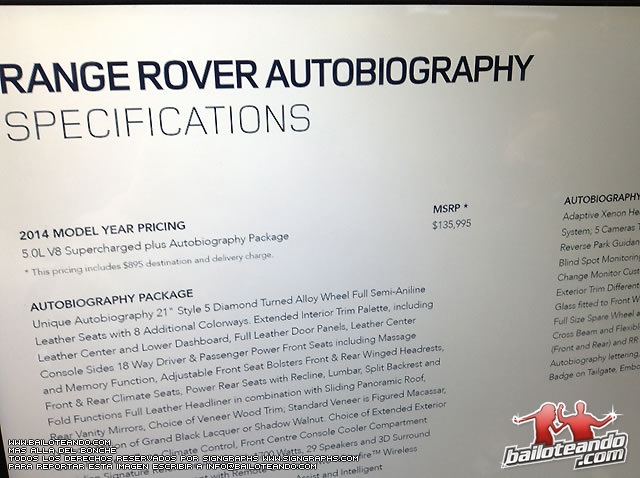 RANGE ROVER AUTOBIOGRAPHY
SPECIFICATIONS
2014 MODEL YEAR PRICING
MSRP *
5.0L V8 Supercharged plus Autobiography Package
$135,995
* This pricing includes $895 destination and delivery charge.
AUTOBIOGRAPHY PACKAGE
Unique Autobiography 21" Style 5 Diamond Turned Alloy Wheel Full Semi-Aniline
Leather Seats with 8 Additional Colorways. Extended Interior Trim Palette, including
Leather Center and Lower Dashboard, Full Leather Door Panels, Leather Center
Console Sides 18 Way Driver & Passenger Power Front Seats including Massage
and Memory Function, Adjustable Front Seat Bolsters Front & Rear Winged Headrests,
Front & Rear Climate Seats, Power Rear Seats with Recline, Lumbar, Split Backrest and
Fold Functions Full Leather Headliner in combination with Sliding Panoramic Roof,
Rear Vanity Mirrors, Choice of Veneer Wood Trim; Standard Veneer is Figured Macassar,
of Grand Black Lacquer or Shadow Walnut. Choice of Extended Exterior
Climate Control, Front Centre Console Cooler Compartment
Signature Watts, 29 Speakers and 3D Surround
with Wireless
Assist and Intelligent
AUTOBIOGRAPHY
Adaptive Xenon
System; 5 Cameras
Reverse Park
Blind Spot Monitoring
Change Monitor
Exterior Trim
Glass fitted to Front
Full Size Spare Wheel
Cross Beam and
(Front and Rear) and RR
Autobiography lettering
Badge on Tailgate,
WWW.BAILOTEANDO.COM
MAS ALLA DEL BONCHE
TODOS LOS DERECHOS RESERVADOS POR SIGNGRAPHS WWW.SIGNGRAPHS.COM
PARA REPORTAR ESTA IMAGEN ESCRIBIR A INFO@BAILOTEANDO.COM
bailoteando
.com